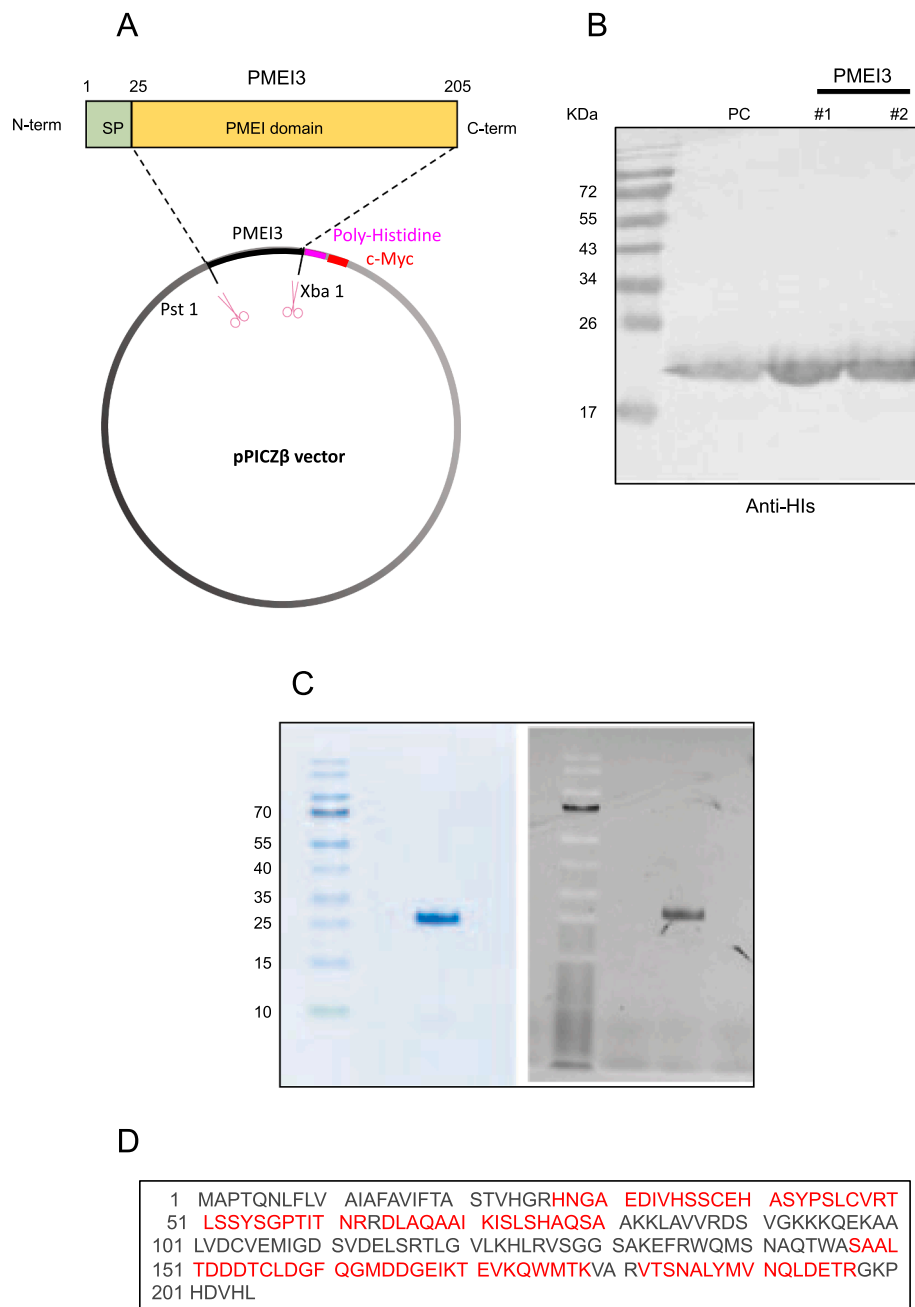 A
PMEI3
1 25 205
N-term SP PMEI domain C-term
PMEI3 Poly-Histidine
c-Myc
Pst 1 Xba 1
pPICZβ vector
B
PMEI3
KDa PC #1 #2
72
55
43
34
26
17
Anti-HIs
C
70
55
40
35
25
15
10
D
1 MAPTQNLFLV AIAFAVIFTA STVHGRHNGA EDIVHSSCEH ASYPSLCVRT
51 LSSYSGPTIT NRRDLAQAAI KISLSHAQSA AKKLAVVRDS VGKKKQEKAA
101 LVDCVEMIGD SVDELSRTLG VLKHLRVSGG SAKEFRWQMS NAQTWASAAL
151 TDDDTCLDGF QGMDDGEIKT EVKQWMTKVA RVTSNALYMV NQLDETRGKP
201 HDVHL